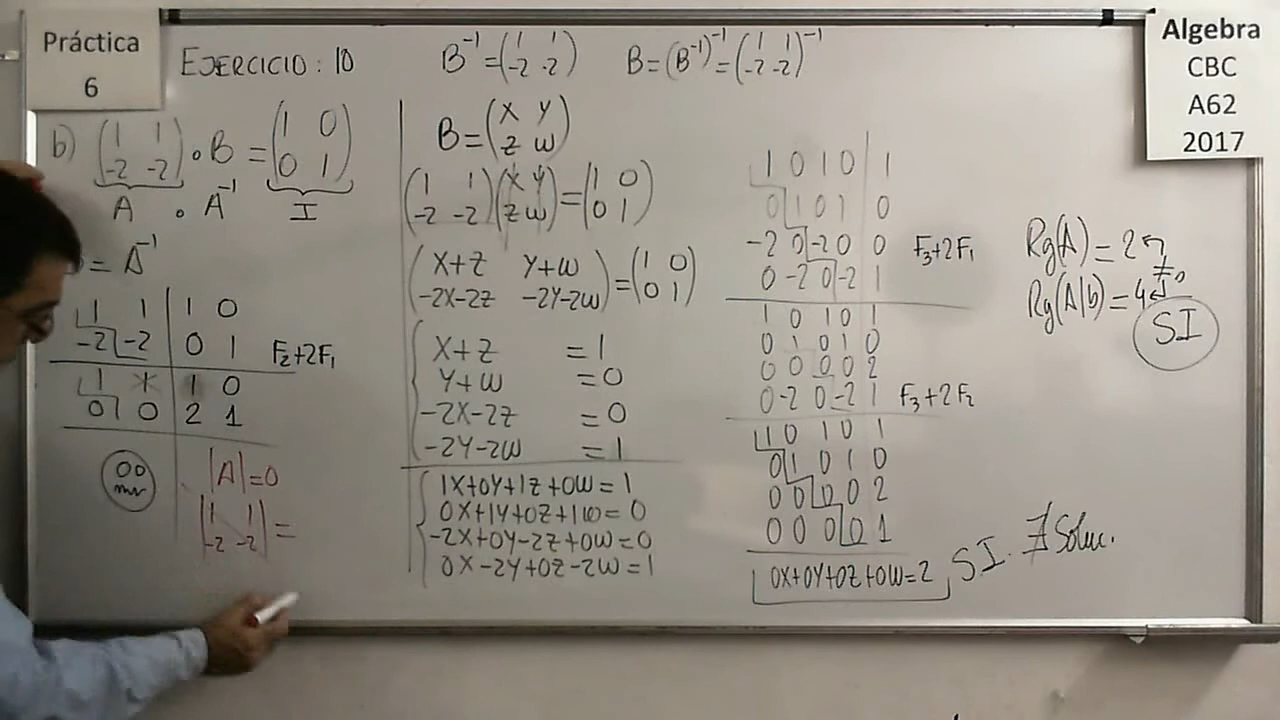 Práctica
6
EJERCICIO: 10
B⁻¹ = (1 1 / -2 -2)
B = (B⁻¹)⁻¹ = (1 1 / -2 -2)⁻¹
Algebra
CBC
A62
2017
b) (1 1 / -2 -2) ∘ B = (1 0 / 0 1)
A ∘ A⁻¹ I
= A⁻¹
1 1 | 1 0
-2 -2 | 0 1 F₂+2F₁
1 1 | 1 0
0 0 | 2 1
|A|=0
|1 1 / -2 -2| =
B = (X Y / Z W)
(1 1 / -2 -2)(X Y / Z W) = (1 0 / 0 1)
(X+Z Y+W / -2X-2Z -2Y-2W) = (1 0 / 0 1)
X+Z = 1
Y+W = 0
-2X-2Z = 0
-2Y-2W = 1
1X+0Y+1Z+0W=1
0X+1Y+0Z+1W=0
-2X+0Y-2Z+0W=0
0X-2Y+0Z-2W=1
1 0 1 0 | 1
0 1 0 1 | 0
-2 0 -2 0 | 0 F₃+2F₁
0 -2 0 -2 | 1
1 0 1 0 | 1
0 1 0 1 | 0
0 0 0 0 | 2
0 -2 0 -2 | 1 F₃+2F₂
1 0 1 0 | 1
0 1 0 1 | 0
0 0 0 0 | 2
0 0 0 0 | 1
0X+0Y+0Z+0W=2 SI. ∄ Soluc.
Rg(A)=2
≠
Rg(A|b)=4
SI